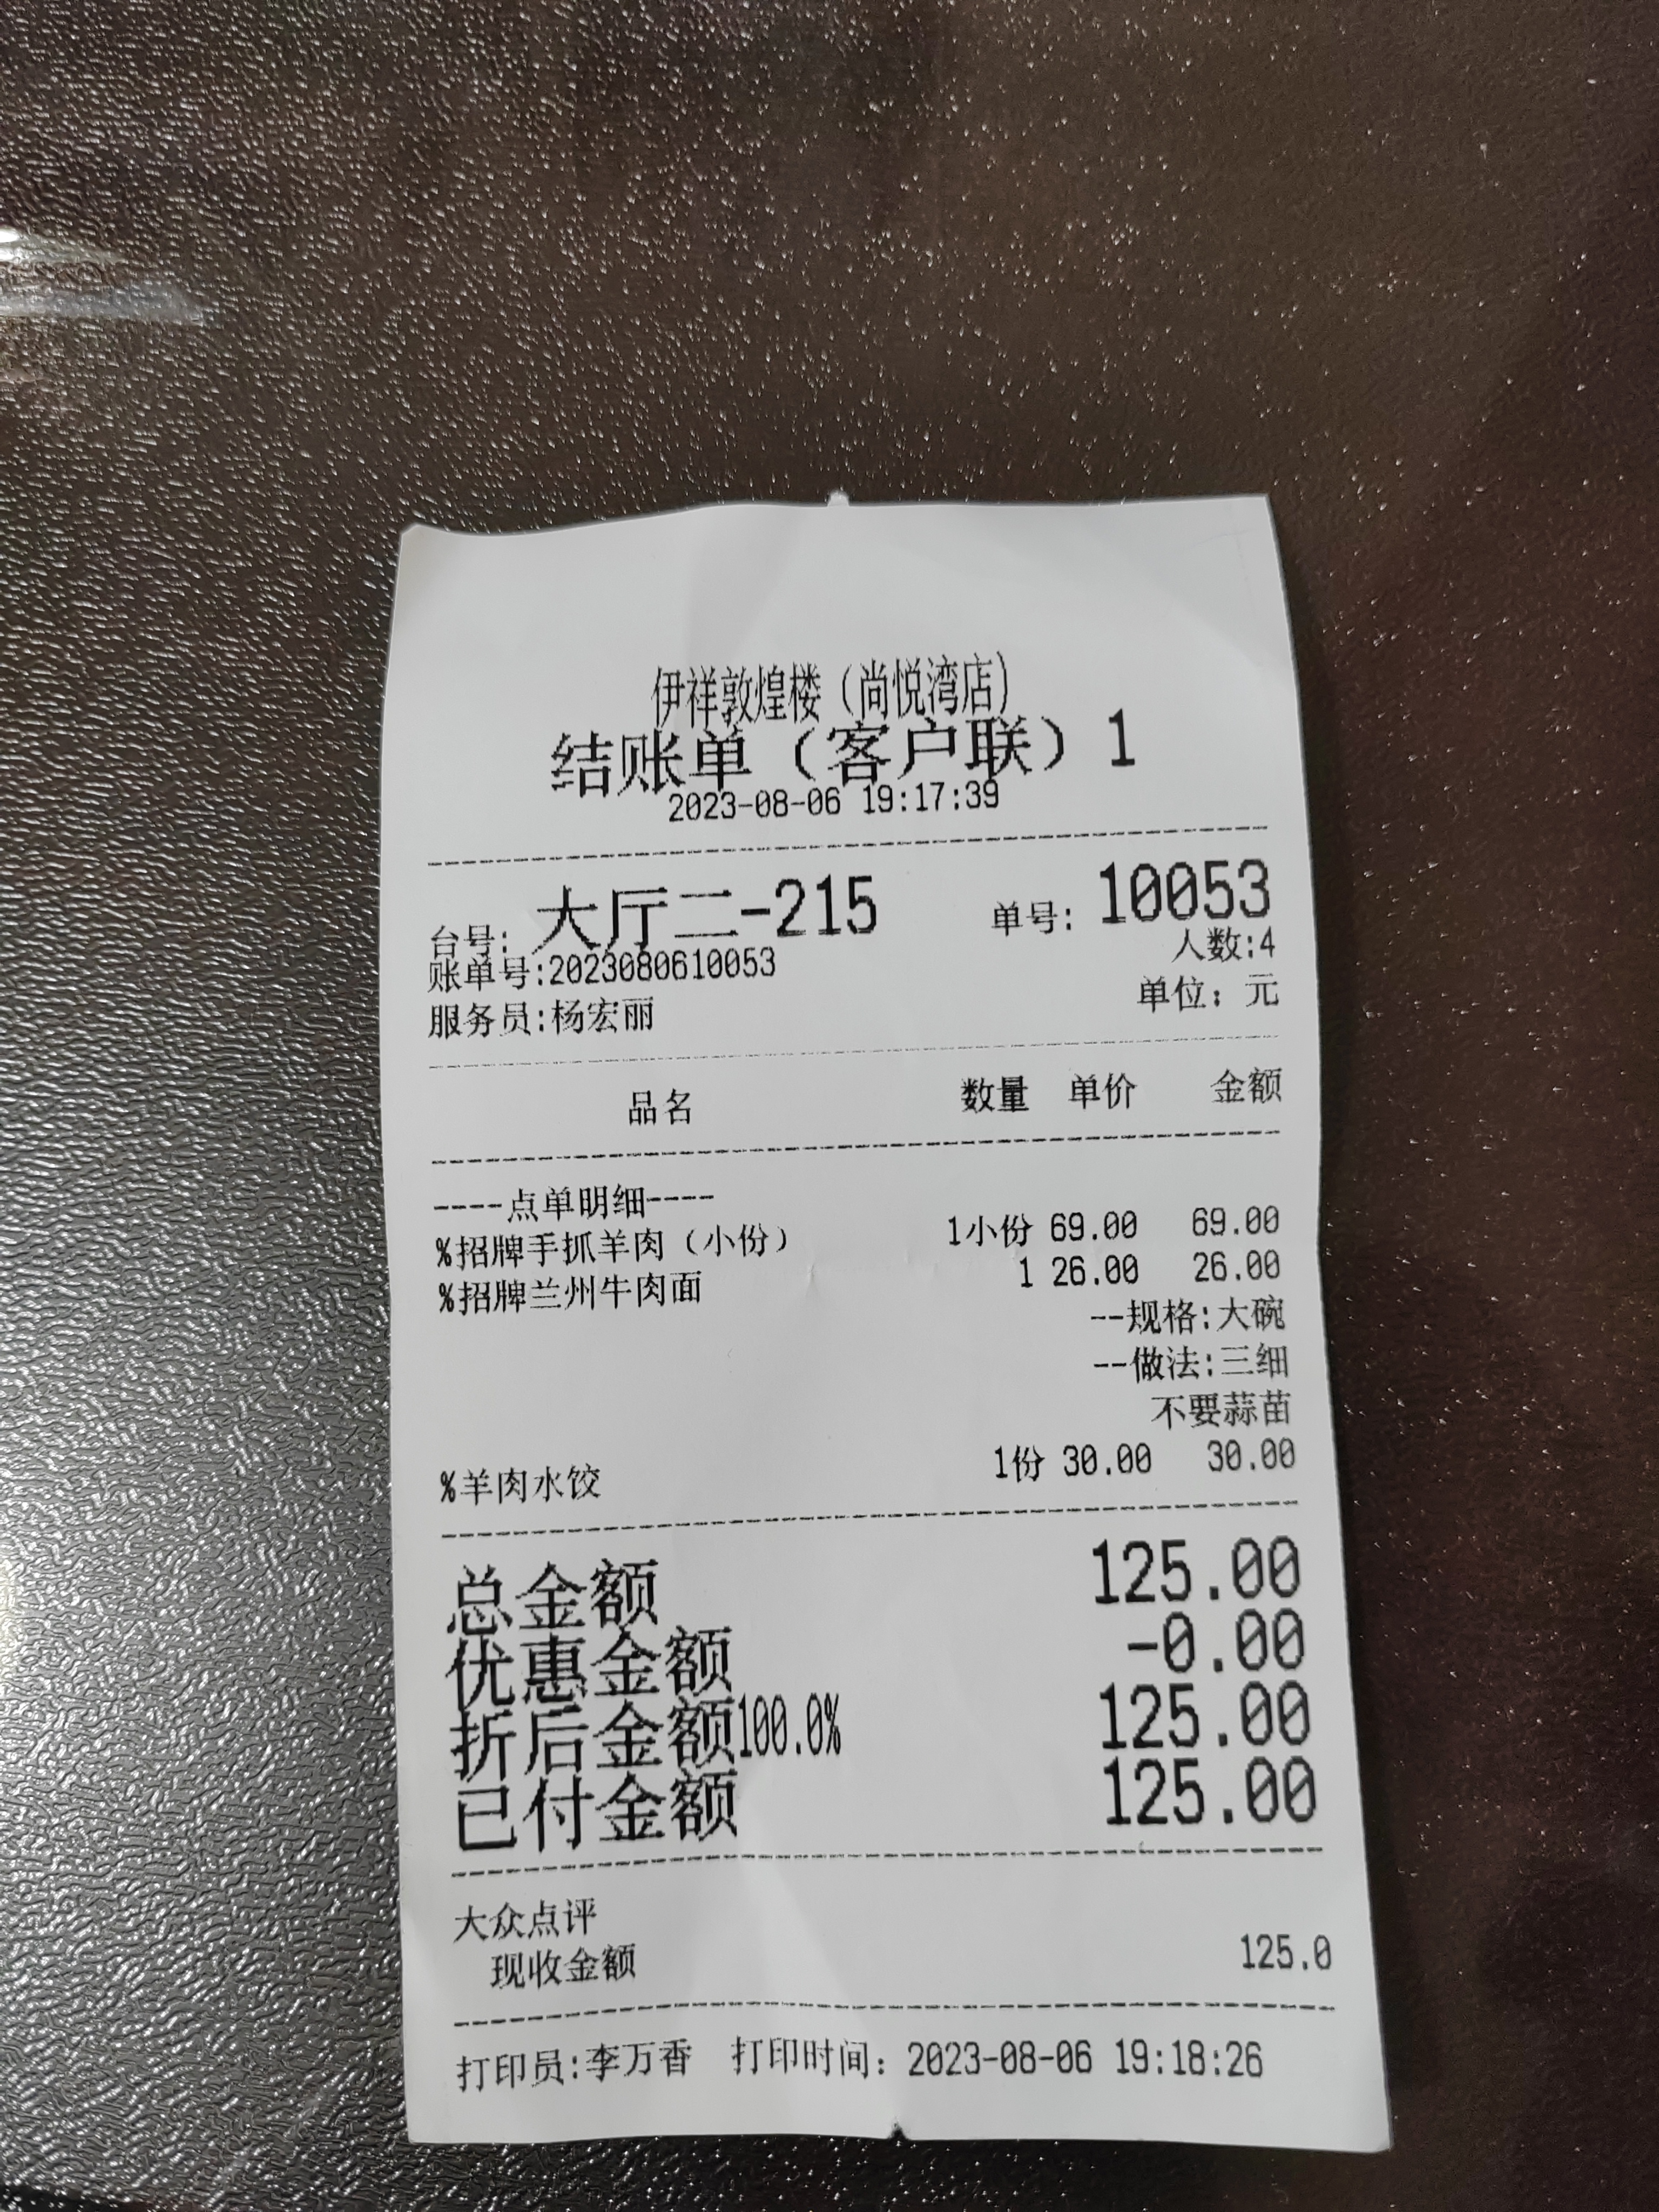 伊祥敦煌楼（尚悦湾店）
结账单（客户联）1
2023-08-06 19:17:39
台号: 大厅二-215 单号: 10053
账单号:2023080610053 人数:4
服务员:杨宏丽 单位：元
品名 数量 单价 金额
----点单明细----
%招牌手抓羊肉（小份） 1小份 69.00 69.00
%招牌兰州牛肉面 1 26.00 26.00
--规格:大碗
--做法:三细
不要蒜苗
%羊肉水饺 1份 30.00 30.00
总金额 125.00
优惠金额 -0.00
折后金额100.0% 125.00
已付金额 125.00
大众点评
现收金额 125.0
打印员:李万香 打印时间：2023-08-06 19:18:26